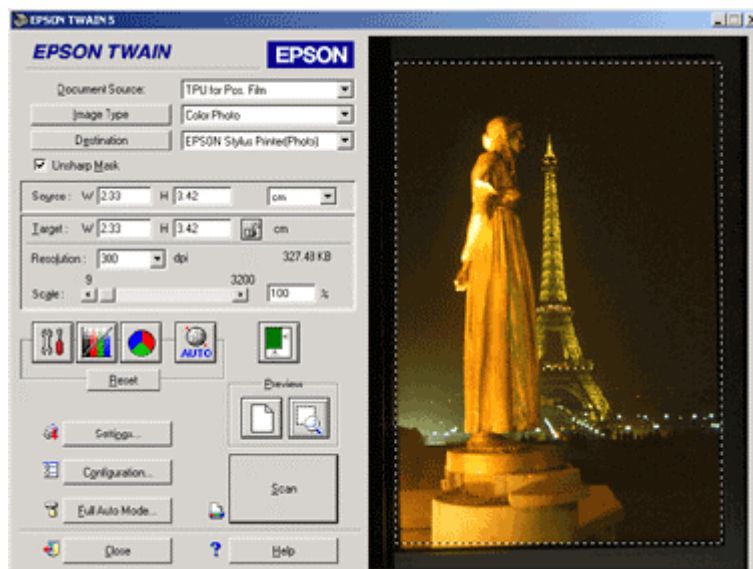 EPSON TWAIN 5
EPSON TWAIN
EPSON
Document Source: TPU for Pos. Film
Image Type Color Photo
Destination EPSON Stylus Printer(Photo)
Unsharp Mask
Source: W 2.33 H 3.42 cm
Target: W 2.33 H 3.42 cm
Resolution: 300 dpi 327.48 KB
9 3200
Scale: 100 %
AUTO
Reset
Preview
Settings...
Configuration...
Scan
Full Auto Mode...
Close ? Help